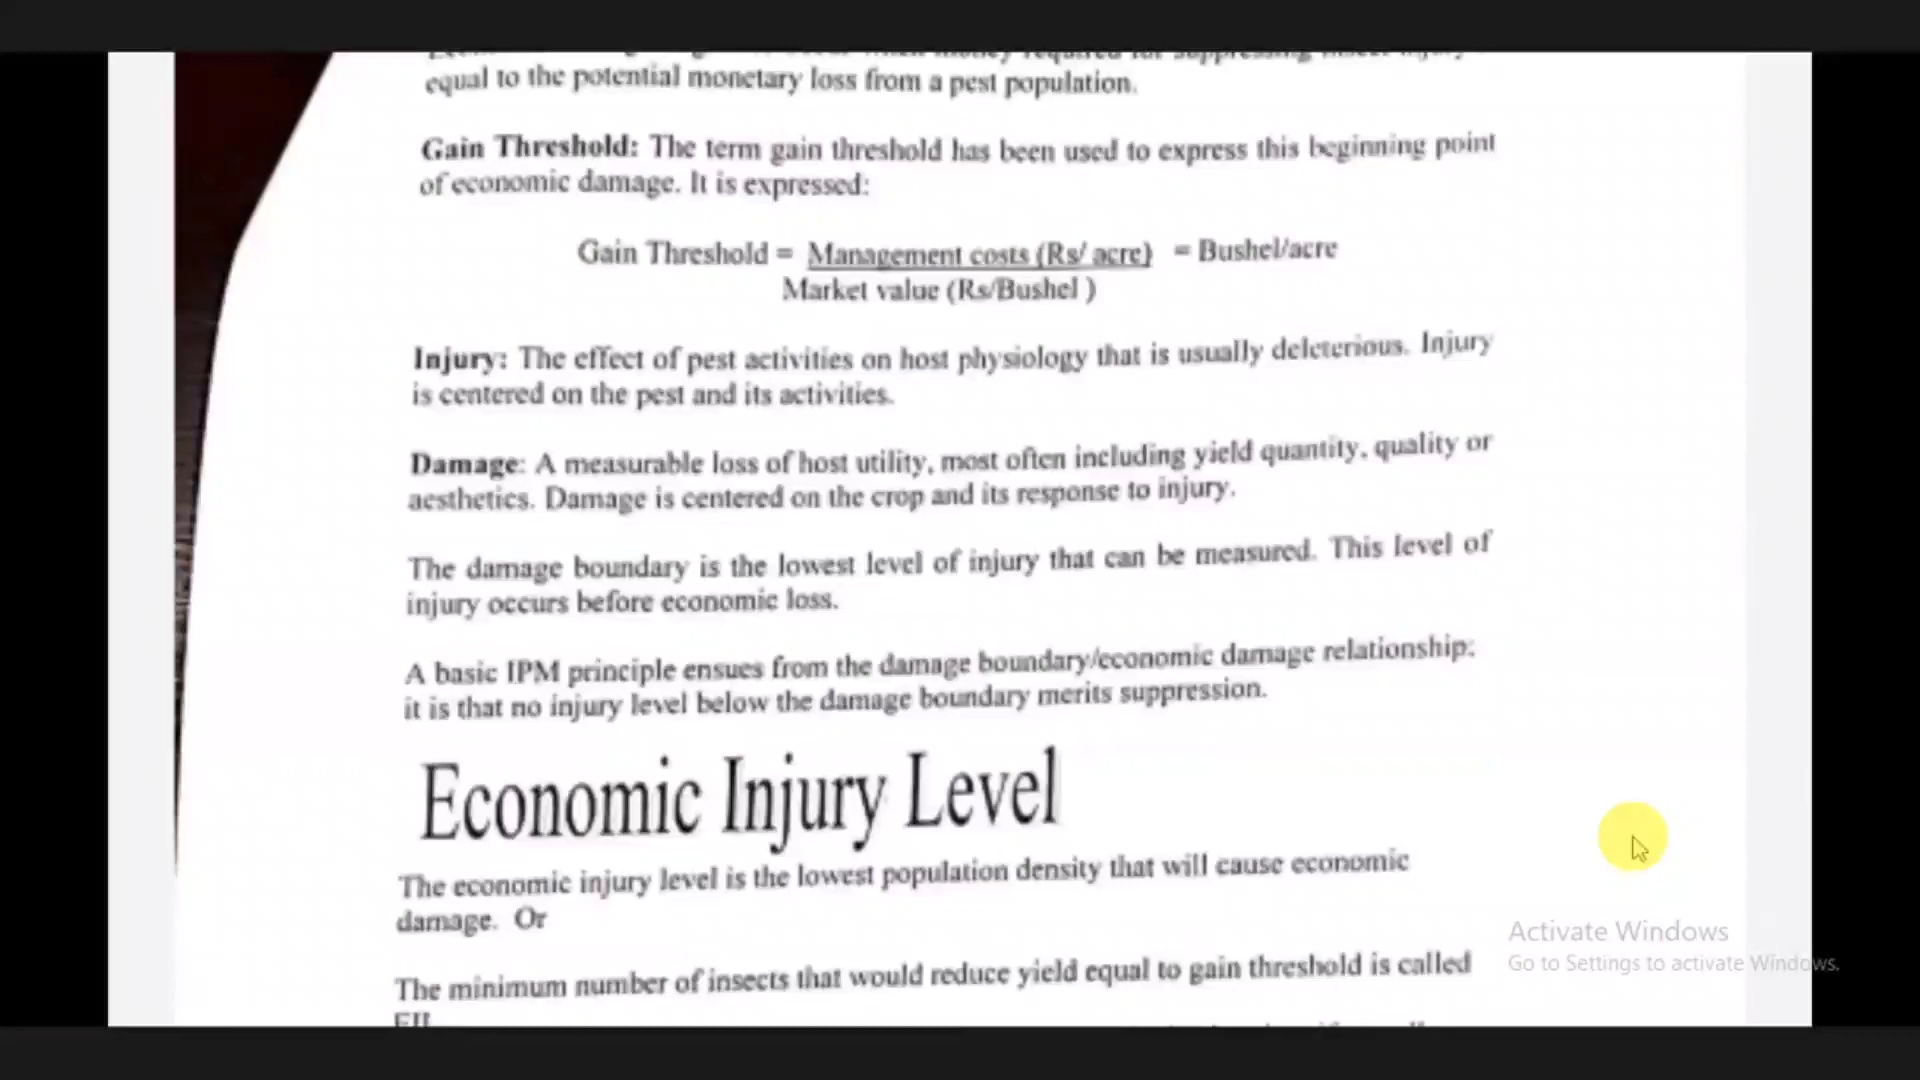 equal to the potential monetary loss from a pest population.
Gain Threshold: The term gain threshold has been used to express this beginning point
of economic damage. It is expressed:
Gain Threshold = Management costs (Rs/ acre) = Bushel/acre
Market value (Rs/Bushel )
Injury: The effect of pest activities on host physiology that is usually deleterious. Injury
is centered on the pest and its activities.
Damage: A measurable loss of host utility, most often including yield quantity, quality or
aesthetics. Damage is centered on the crop and its response to injury.
The damage boundary is the lowest level of injury that can be measured. This level of
injury occurs before economic loss.
A basic IPM principle ensues from the damage boundary/economic damage relationship;
it is that no injury level below the damage boundary merits suppression.
Economic Injury Level
The economic injury level is the lowest population density that will cause economic
damage. Or
The minimum number of insects that would reduce yield equal to gain threshold is called
Activate Windows
Go to Settings to activate Windows.